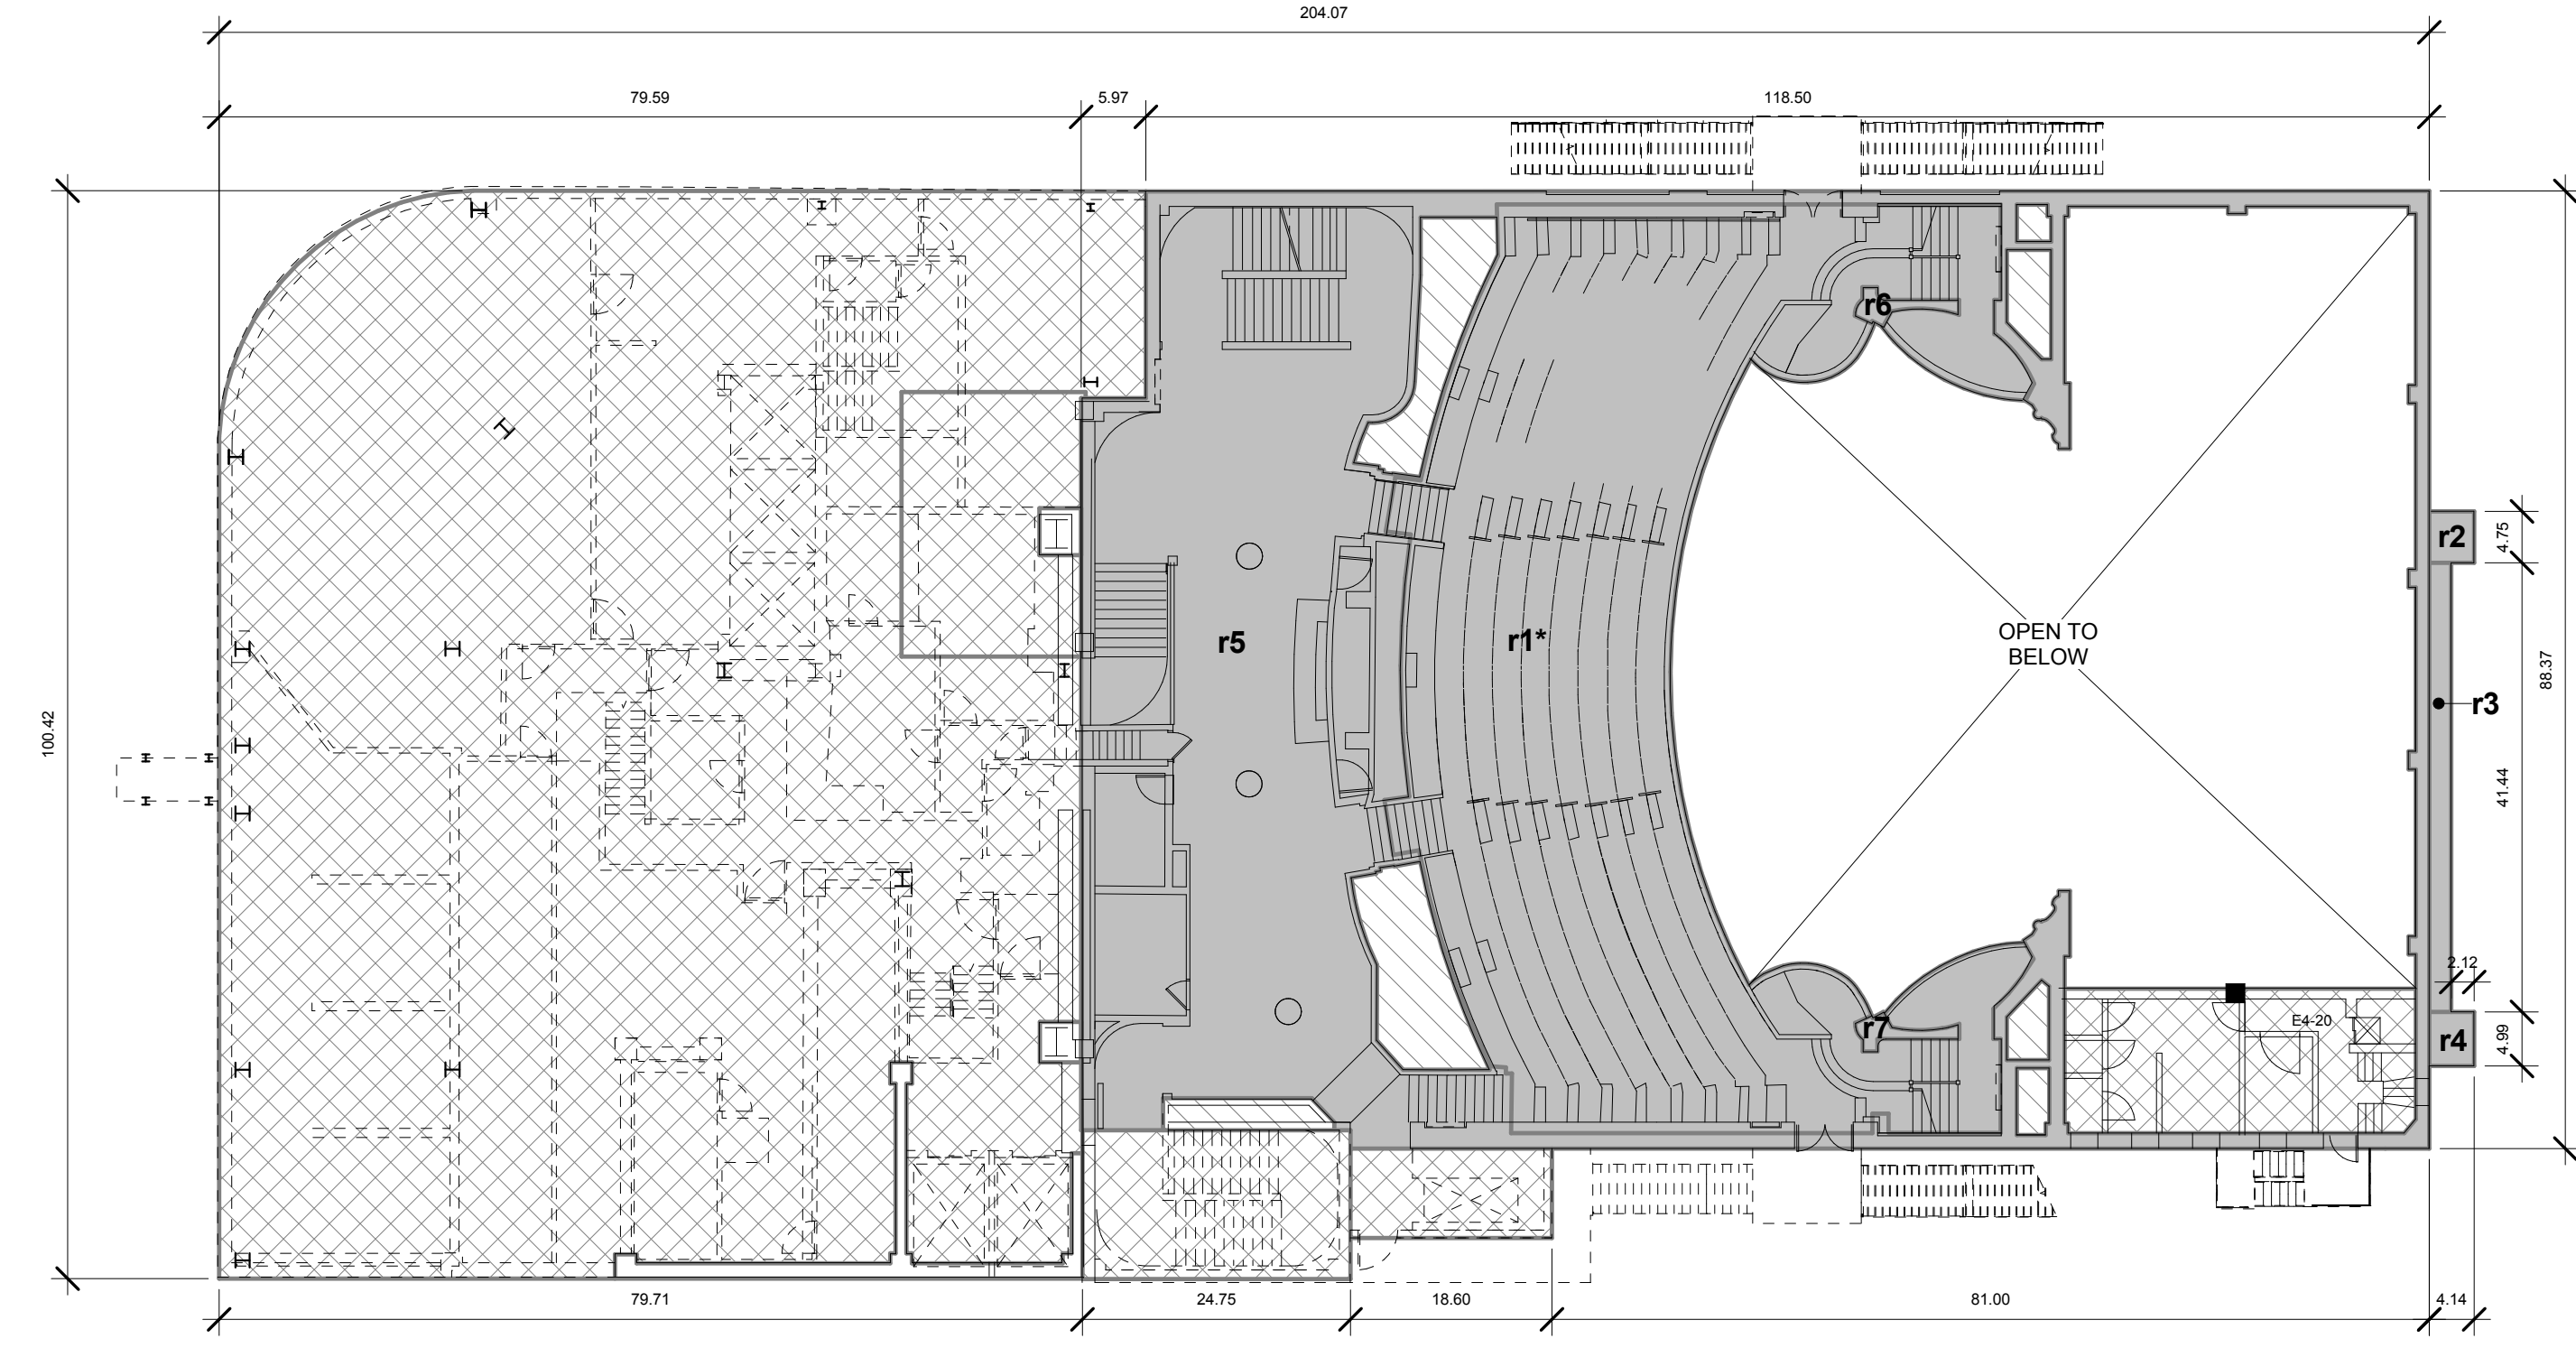 204.07
79.59
5.97
118.50
r6
r2
4.75
r5
r1*
OPEN TO
BELOW
88.37
r3
100.42
41.44
2.12
E4-20
r7
r4
4.99
79.71
24.75
18.60
81.00
4.14